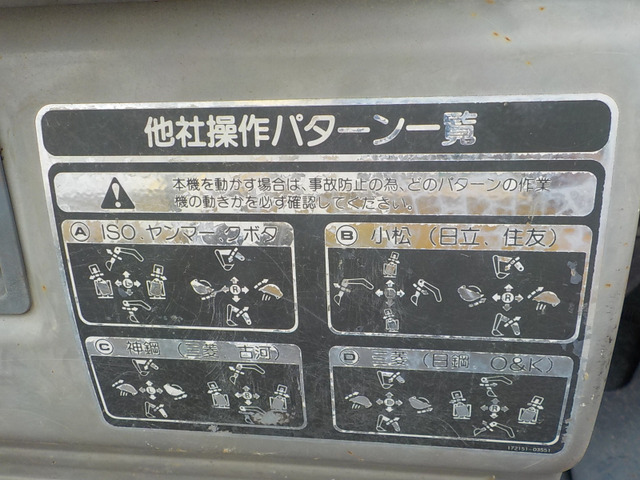 他社操作パターン一覧
本機を動かす場合は、事故防止の為、どのパターンの作業
機の動きかを必ず確認してください。
A ISO.ヤンマー.クボタ
B 小松 (日立、住友)
C 神鋼 (三菱 古河)
D 三菱 (日鋼 O&K)
172151-03551